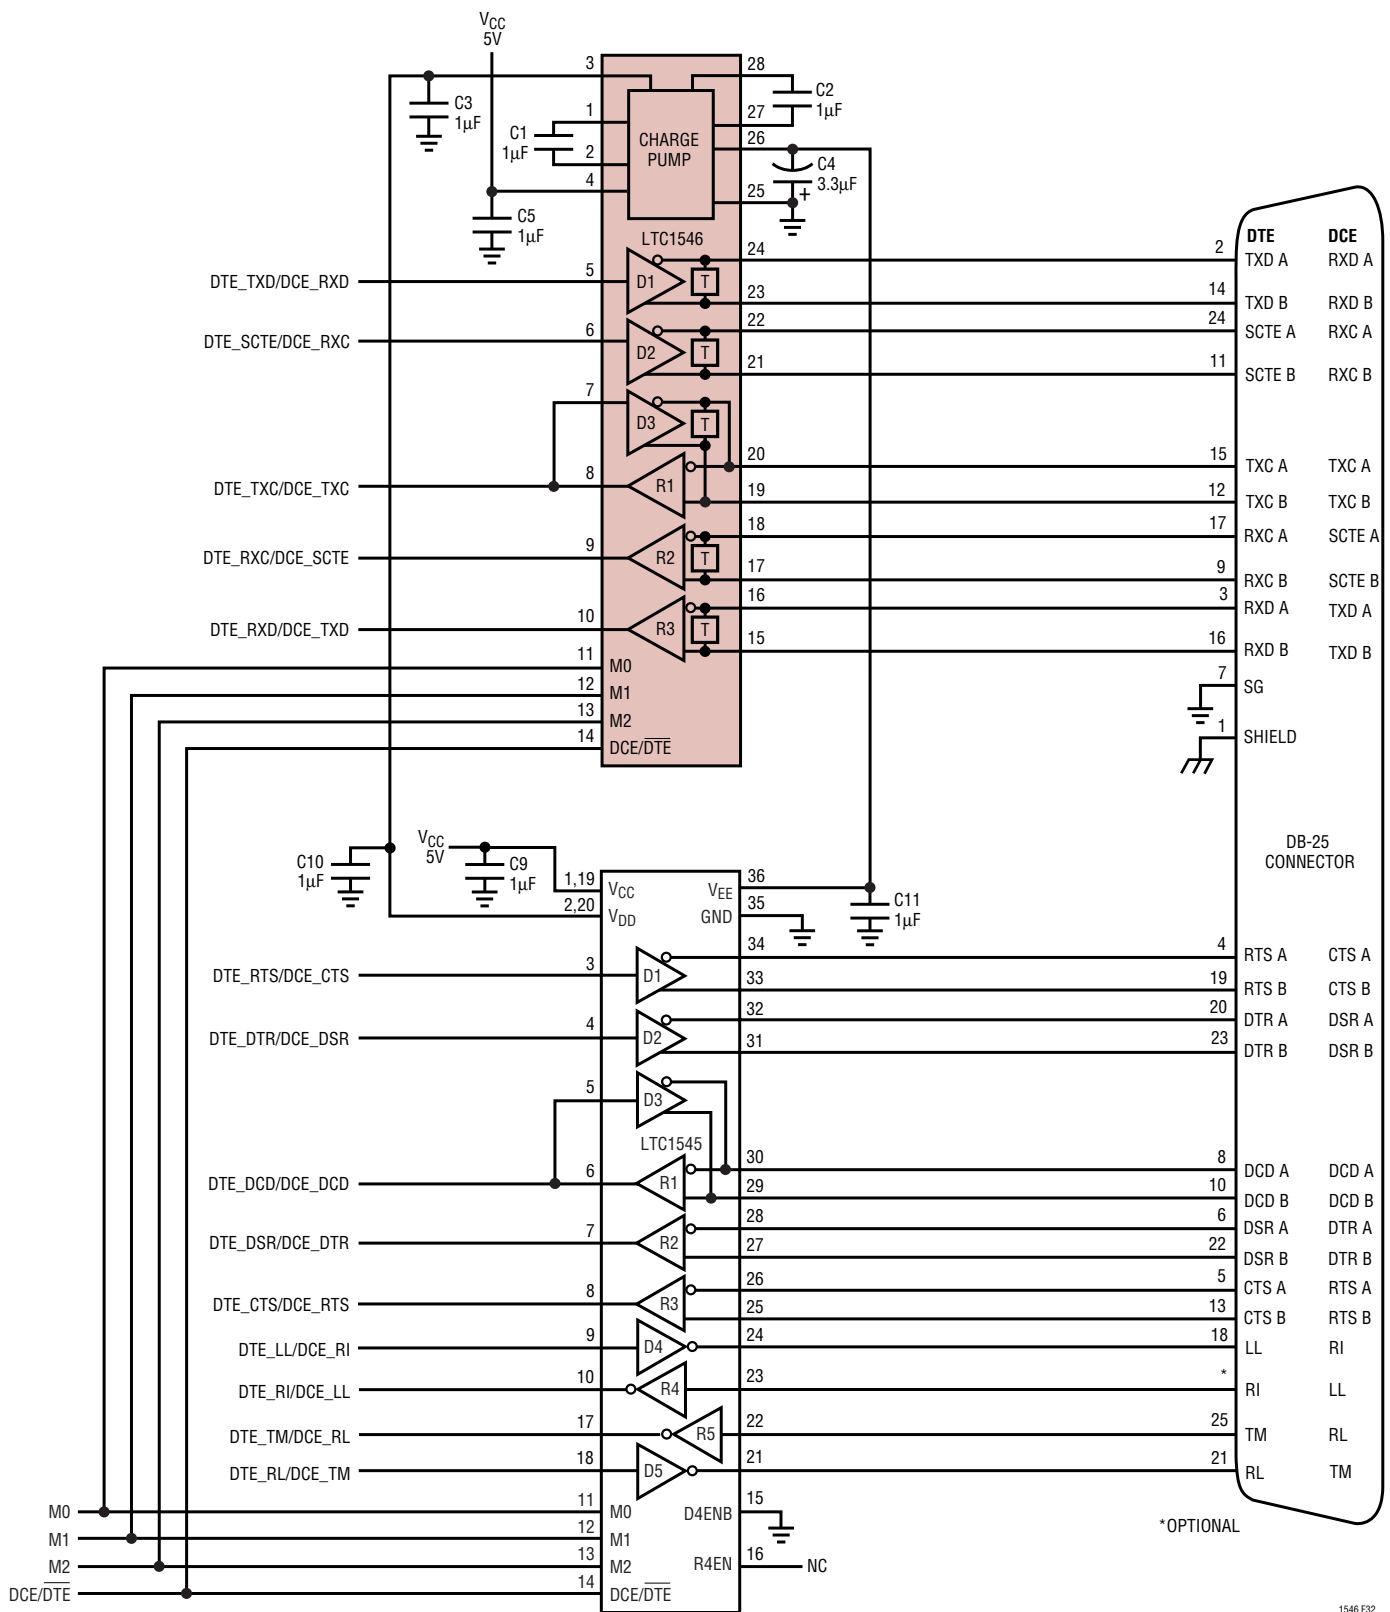 VCC
5V
3
28
C3
1µF
C2
1µF
1
27
C1
1µF
CHARGE
PUMP
26
2
C4
3.3µF
4
25
+
C5
1µF
LTC1546
DTE
DCE
DTE_TXD/DCE_RXD
5
D1
T
24
2
TXD A
RXD A
23
14
TXD B
RXD B
DTE_SCTE/DCE_RXC
6
D2
T
22
24
SCTE A
RXC A
21
11
SCTE B
RXC B
7
D3
T
DTE_TXC/DCE_TXC
8
R1
20
15
TXC A
TXC A
19
12
TXC B
TXC B
DTE_RXC/DCE_SCTE
9
R2
T
18
17
RXC A
SCTE A
17
9
RXC B
SCTE B
DTE_RXD/DCE_TXD
10
R3
T
16
3
RXD A
TXD A
15
16
RXD B
TXD B
11
M0
7
SG
12
M1
13
M2
1
SHIELD
14
DCE/DTE
DB-25
CONNECTOR
C10
1µF
VCC
5V
C9
1µF
1,19
VCC
VEE
36
2,20
VDD
GND
35
C11
1µF
DTE_RTS/DCE_CTS
3
D1
34
4
RTS A
CTS A
33
19
RTS B
CTS B
DTE_DTR/DCE_DSR
4
D2
32
20
DTR A
DSR A
31
23
DTR B
DSR B
5
D3
LTC1545
DTE_DCD/DCE_DCD
6
R1
30
8
DCD A
DCD A
29
10
DCD B
DCD B
DTE_DSR/DCE_DTR
7
R2
28
6
DSR A
DTR A
27
22
DSR B
DTR B
DTE_CTS/DCE_RTS
8
R3
26
5
CTS A
RTS A
25
13
CTS B
RTS B
DTE_LL/DCE_RI
9
D4
24
18
LL
RI
DTE_RI/DCE_LL
10
R4
23
*
RI
LL
DTE_TM/DCE_RL
17
R5
22
25
TM
RL
DTE_RL/DCE_TM
18
D5
21
21
RL
TM
M0
11
M0
D4ENB
15
*OPTIONAL
M1
12
M1
M2
13
M2
R4EN
16
NC
DCE/DTE
14
DCE/DTE
1546 F32